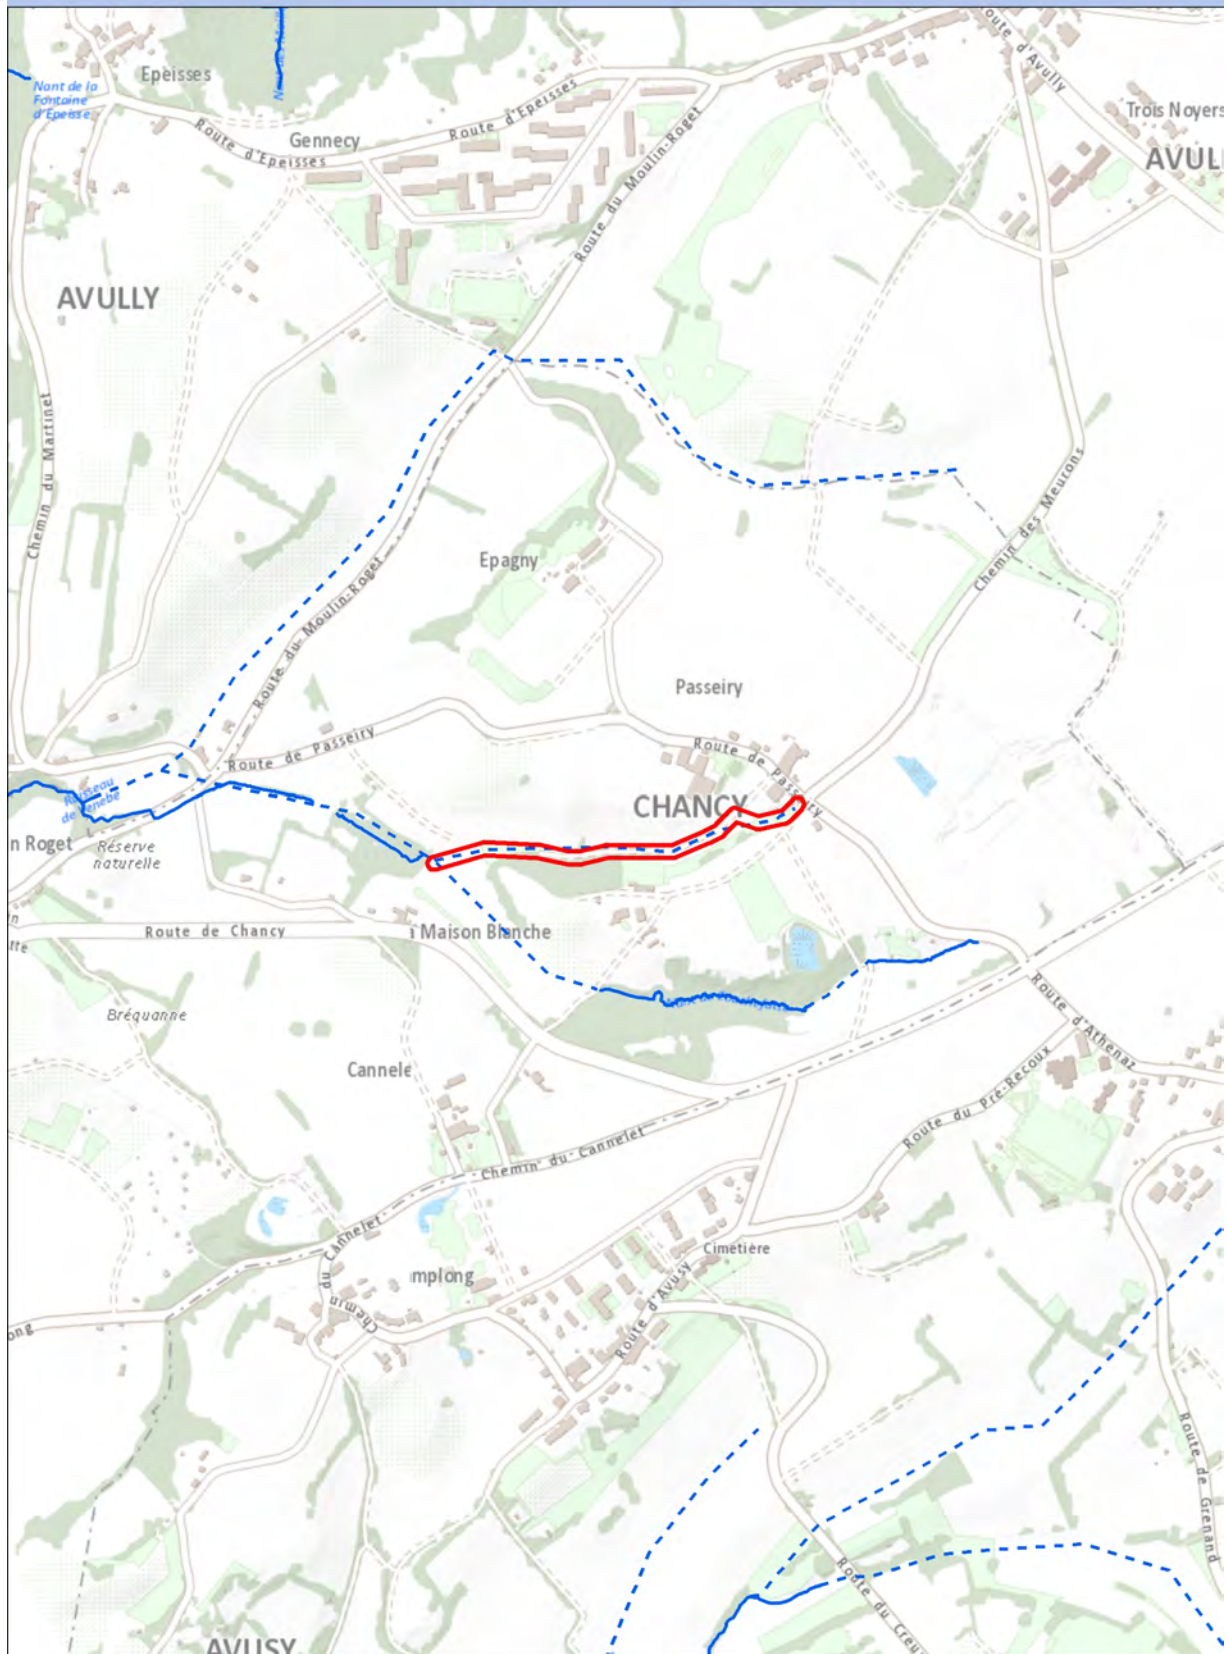 Route d'Avully
Epeisses
Nant de la
Fontaine
d'Epeisse
Trois Noyers
Route d'Epeisses
Gennecy
Route d'Epeisses
AVULL
Route du Moulin-Roget
AVULLY
Chemin du Martinet
Chemin des Meurons
Epagny
Route du Moulin-Roget
Passeiry
Route de Passeiry
Route de Passeiry
CHANCY
n Roget
Réserve
naturelle
Route de Chancy
Maison Blanche
Bréquanne
Route d'Athenaz
Cannele
Route du Pré-Recoux
Chemin du Cannelet
Chemin du Cannelet
Cimetière
mplong
ong
Route d'Avusy
Route de Grenand
Route du Creu
AVUSY